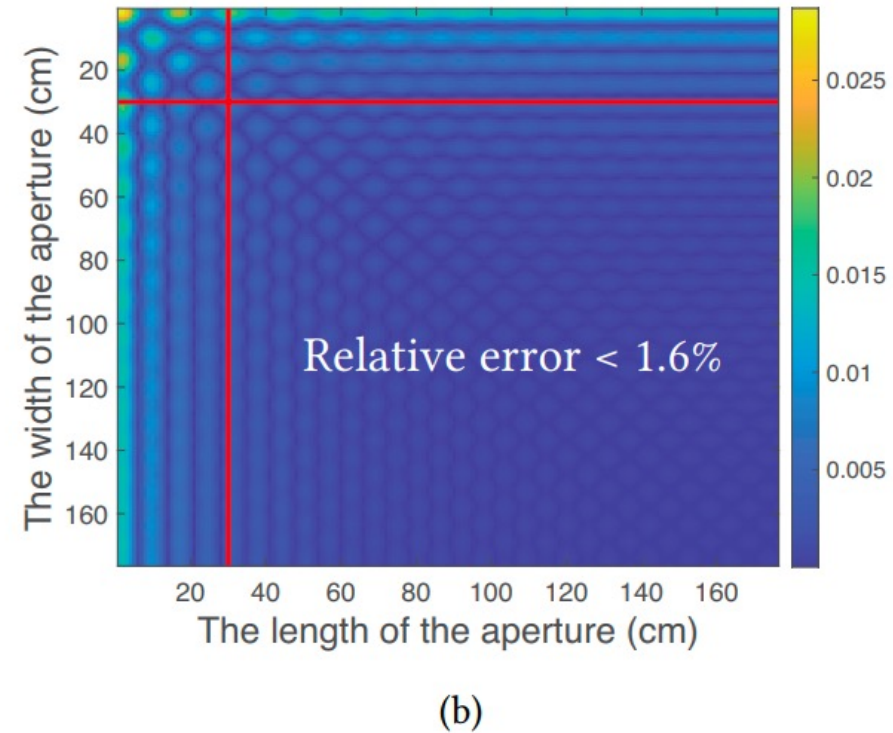 The width of the aperture (cm)
20
40
60
80
100
120
140
160
Relative error < 1.6%
20 40 60 80 100 120 140 160
The length of the aperture (cm)
0.025
0.02
0.015
0.01
0.005
(b)